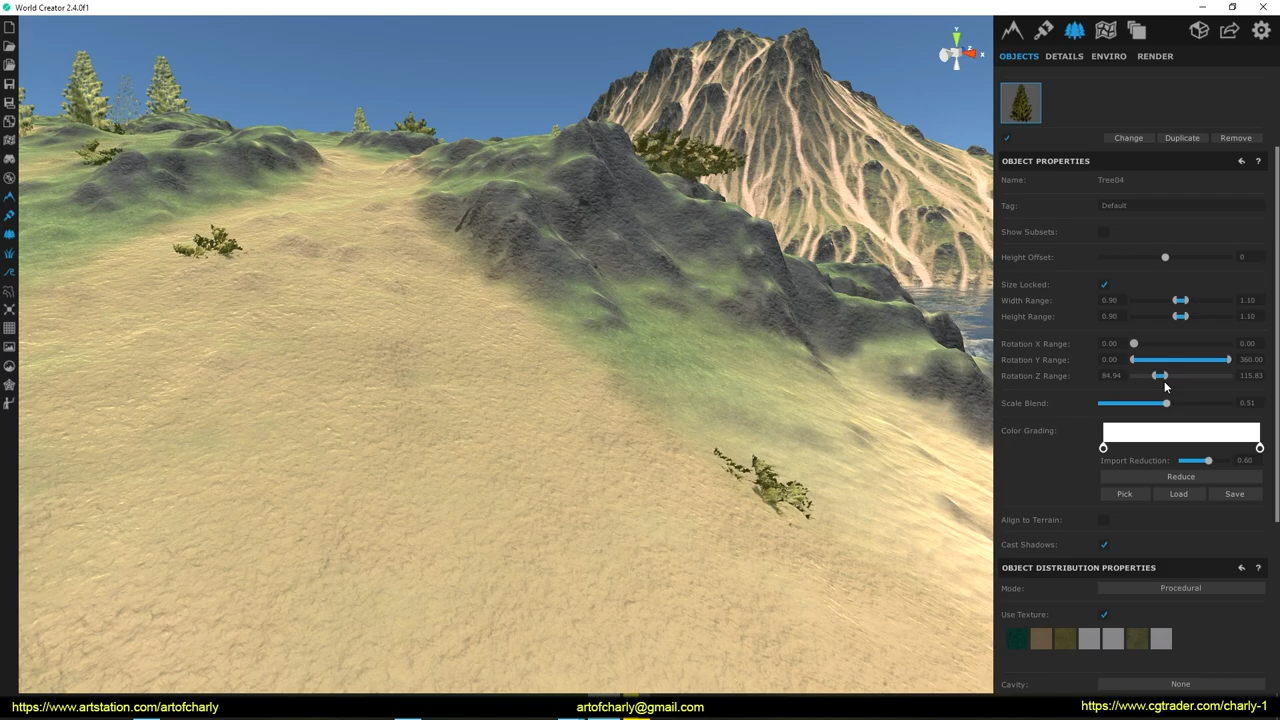 World Creator 2.4.0f1
Y
Z
X
OBJECTS DETAILS ENVIRO RENDER
Change Duplicate Remove
OBJECT PROPERTIES ?
Name: Tree04
Tag: Default
Show Subsets:
Height Offset: 0
Size Locked:
Width Range: 0.90 1.10
Height Range: 0.90 1.10
Rotation X Range: 0.00 0.00
Rotation Y Range: 0.00 360.00
Rotation Z Range: 84.94 115.83
Scale Blend: 0.51
Color Grading:
Import Reduction: 0.60
Reduce
Pick Load Save
Align to Terrain:
Cast Shadows:
OBJECT DISTRIBUTION PROPERTIES ?
Mode: Procedural
Use Texture:
Cavity: None
https://www.artstation.com/artofcharly artofcharly@gmail.com https://www.cgtrader.com/charly-1